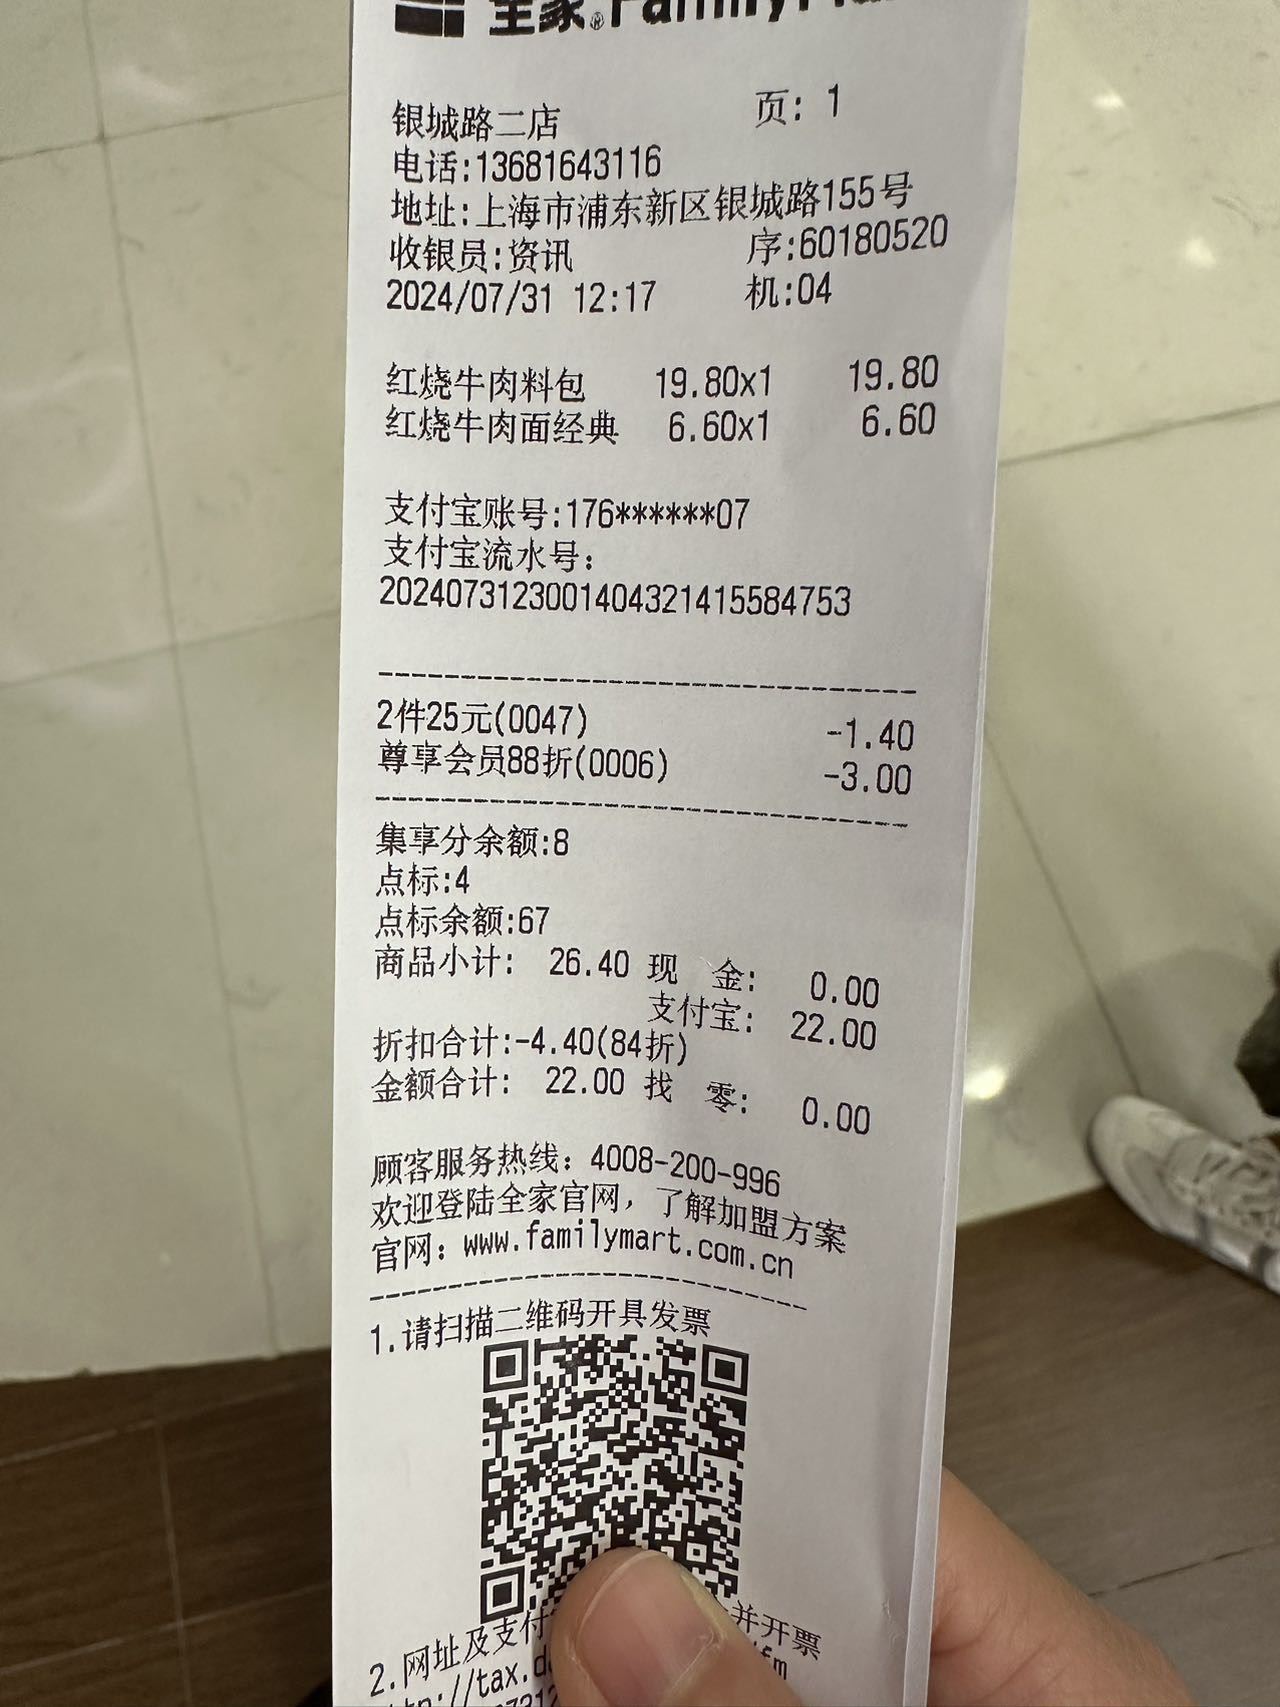 全家 FamilyMar
银城路二店 页: 1
电话:13681643116
地址:上海市浦东新区银城路155号
收银员:资讯 序:60180520
2024/07/31 12:17 机:04
红烧牛肉料包 19.80x1 19.80
红烧牛肉面经典 6.60x1 6.60
支付宝账号:176******07
支付宝流水号:
2024073123001404321415584753
2件25元(0047) -1.40
尊享会员88折(0006) -3.00
集享分余额:8
点标:4
点标余额:67
商品小计: 26.40 现 金: 0.00
支付宝: 22.00
折扣合计:-4.40(84折)
金额合计: 22.00 找 零: 0.00
顾客服务热线: 4008-200-996
欢迎登陆全家官网, 了解加盟方案
官网: www.familymart.com.cn
1.请扫描二维码开具发票
2.网址及支付 并开票